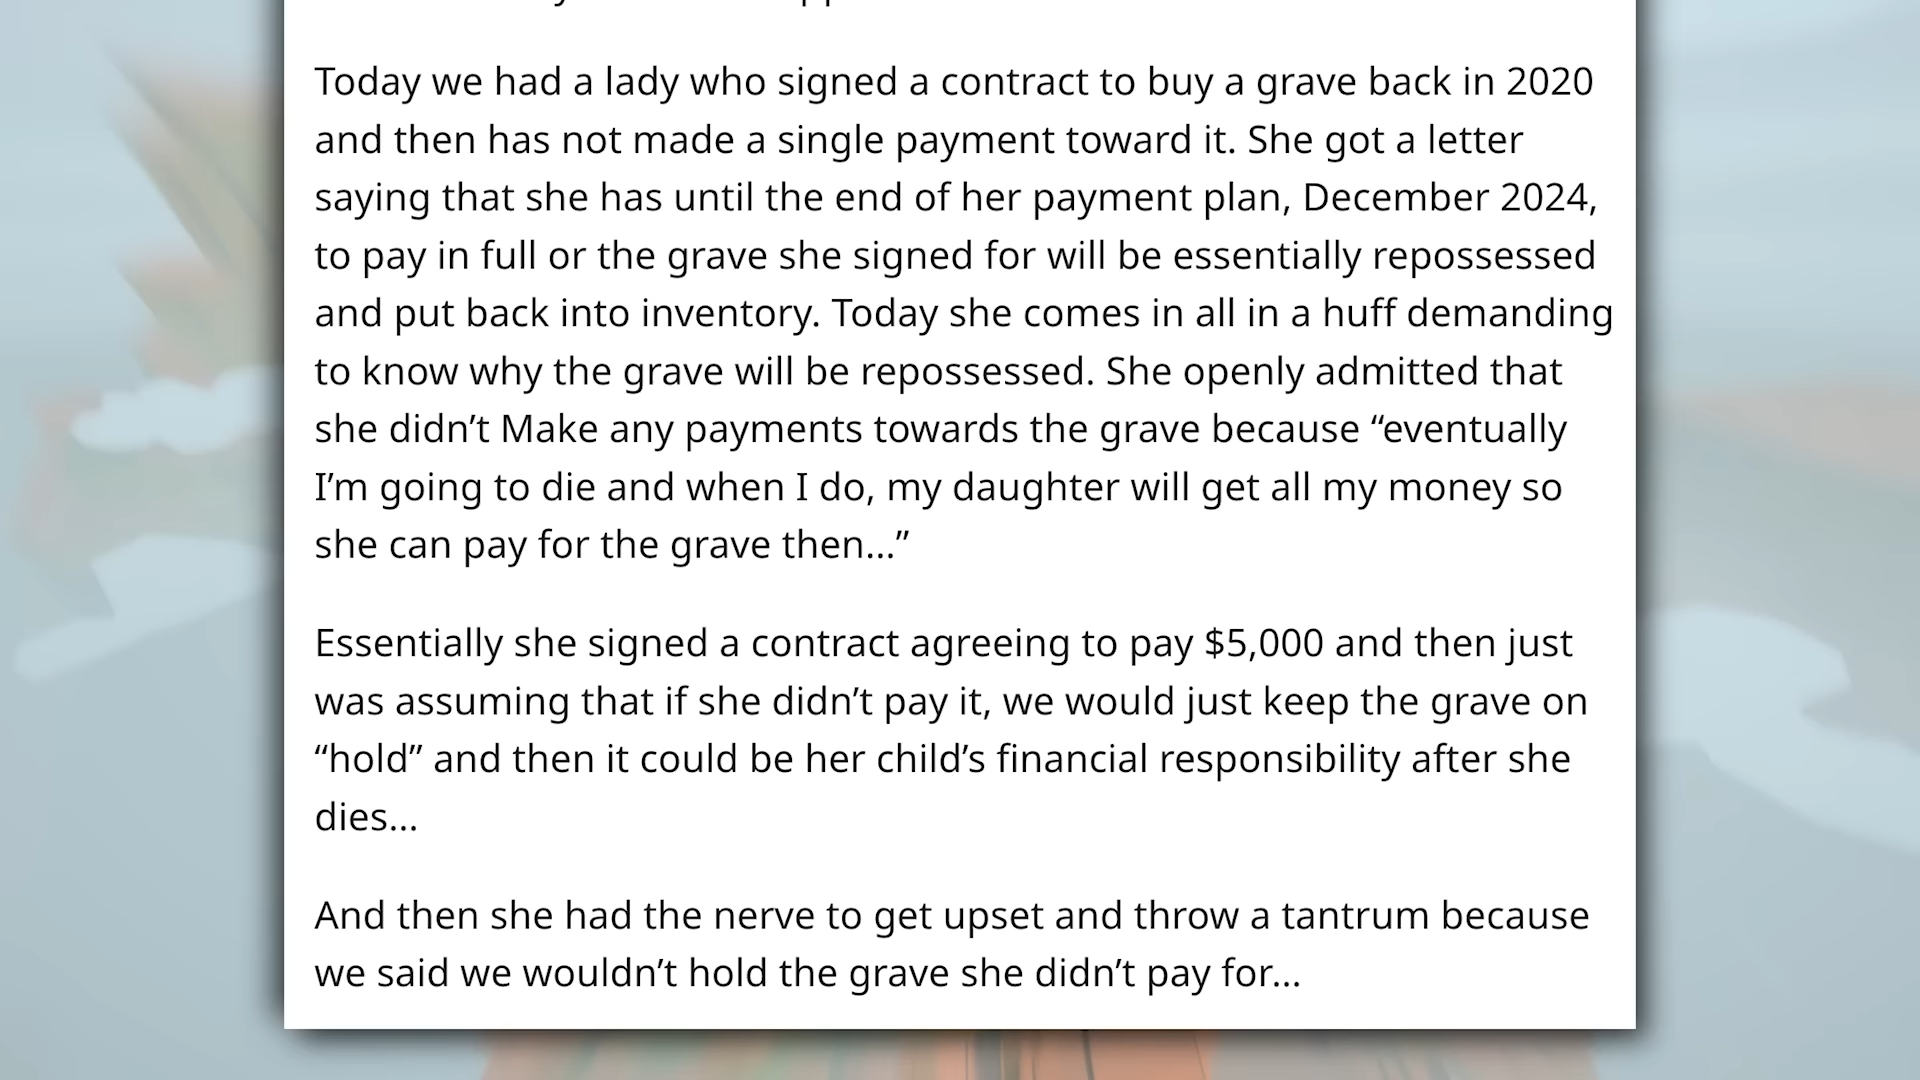 Today we had a lady who signed a contract to buy a grave back in 2020
and then has not made a single payment toward it. She got a letter
saying that she has until the end of her payment plan, December 2024,
to pay in full or the grave she signed for will be essentially repossessed
and put back into inventory. Today she comes in all in a huff demanding
to know why the grave will be repossessed. She openly admitted that
she didn’t Make any payments towards the grave because “eventually
I’m going to die and when I do, my daughter will get all my money so
she can pay for the grave then...”
Essentially she signed a contract agreeing to pay $5,000 and then just
was assuming that if she didn’t pay it, we would just keep the grave on
“hold” and then it could be her child’s financial responsibility after she
dies...
And then she had the nerve to get upset and throw a tantrum because
we said we wouldn’t hold the grave she didn’t pay for...